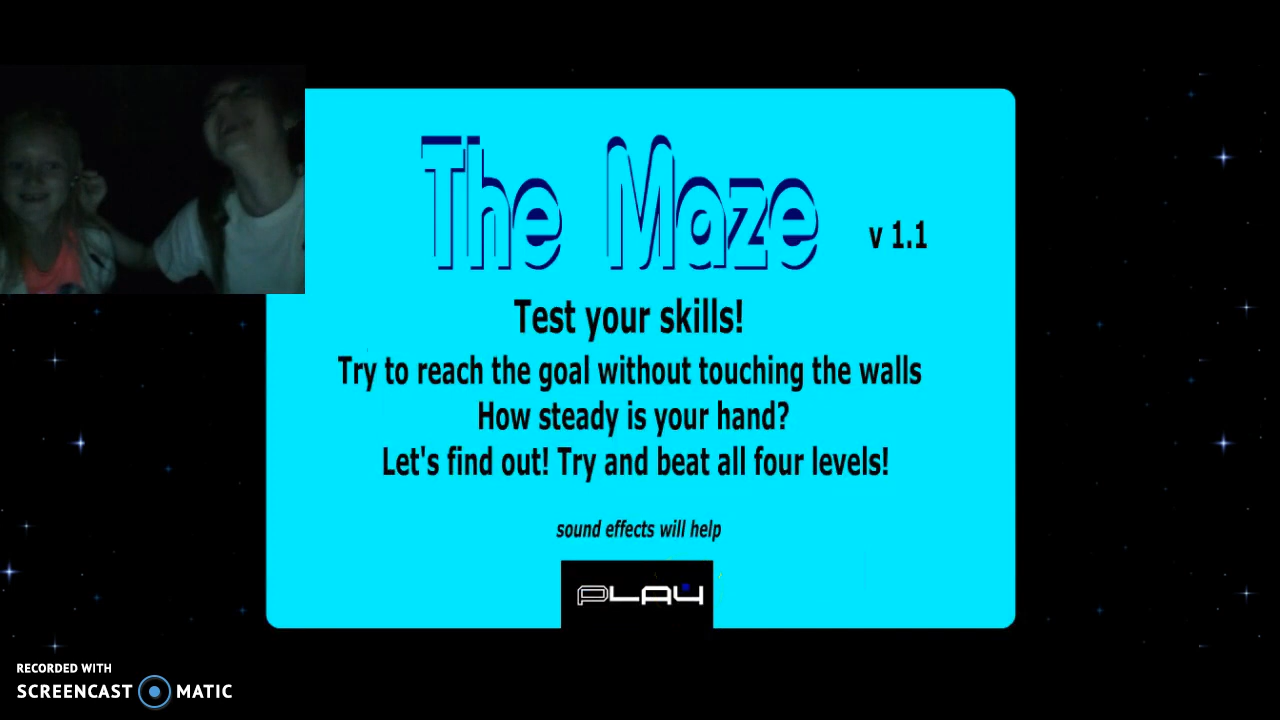 The Maze
v 1.1
Test your skills!
Try to reach the goal without touching the walls
How steady is your hand?
Let's find out! Try and beat all four levels!
sound effects will help
PLAY
RECORDED WITH
SCREENCAST MATIC